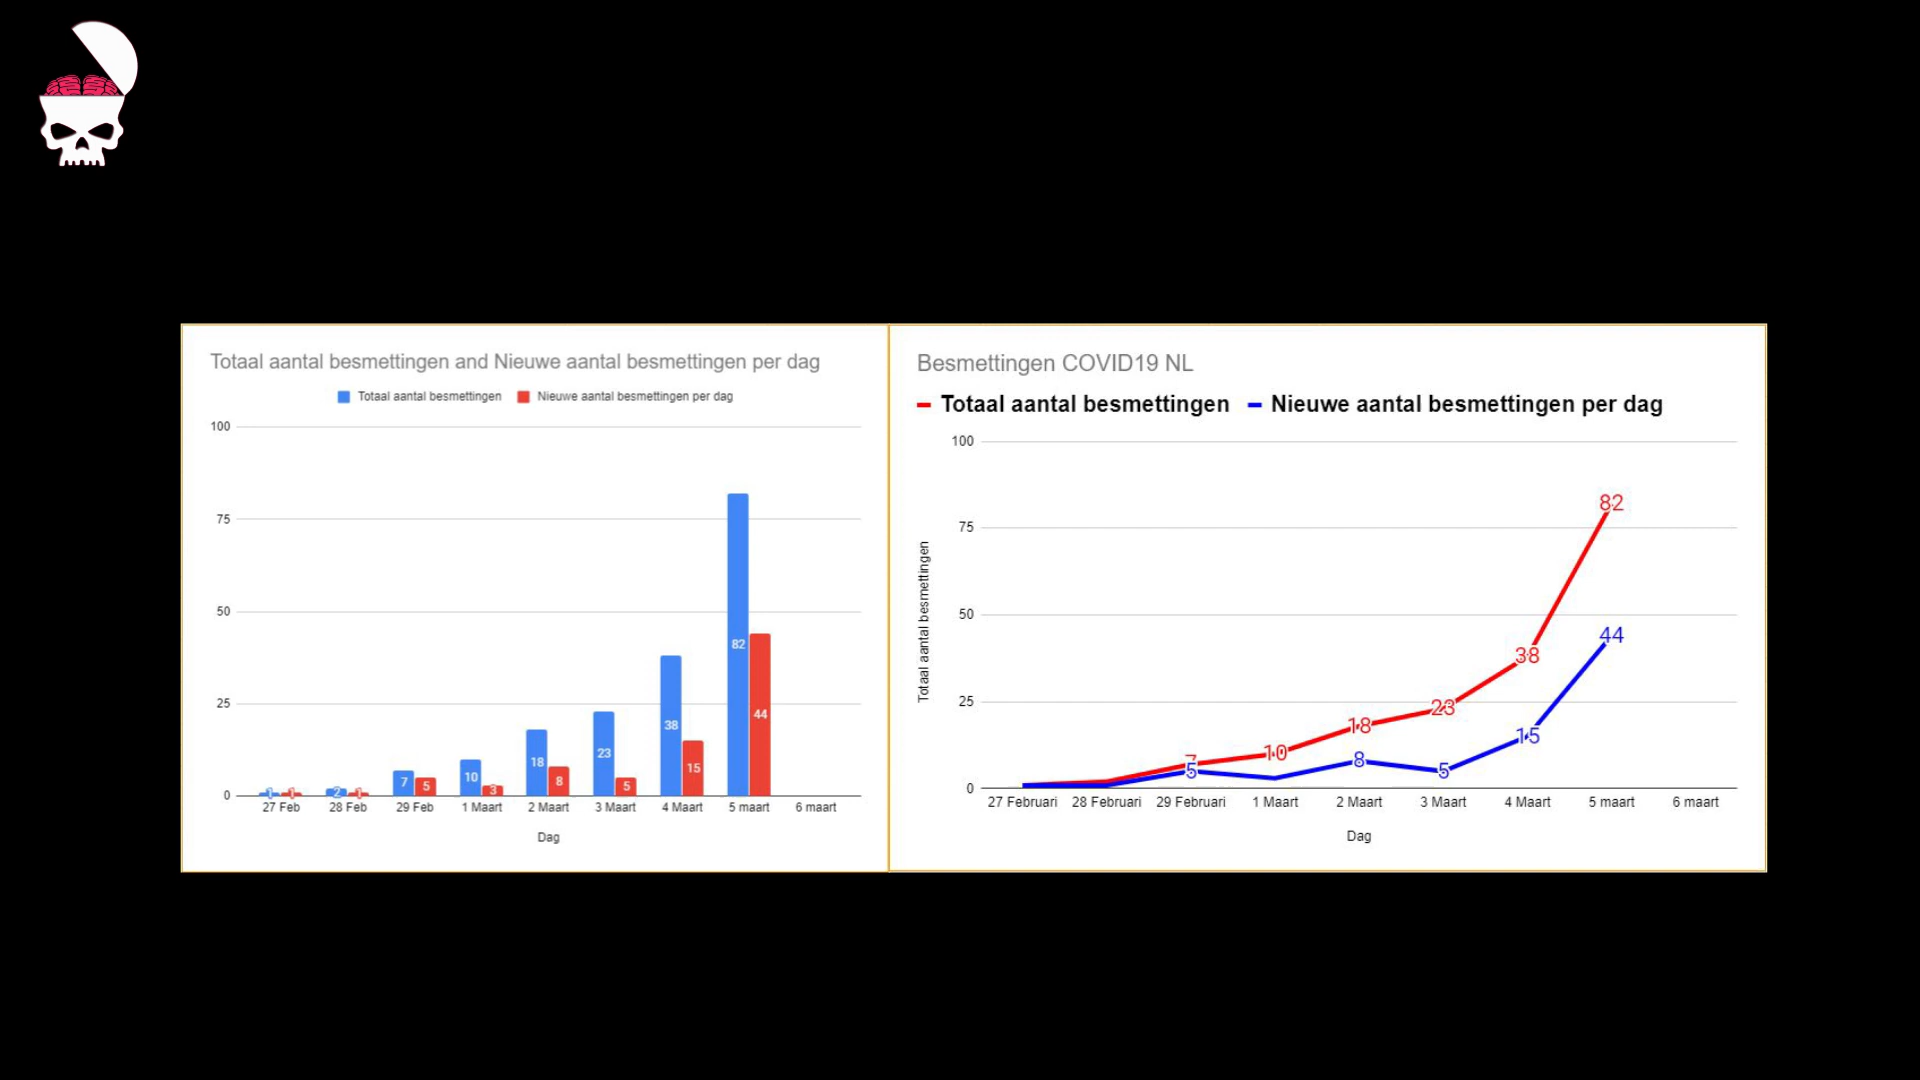 Totaal aantal besmettingen and Nieuwe aantal besmettingen per dag
Totaal aantal besmettingen Nieuwe aantal besmettingen per dag
100
75
50
25
0
1 1 2 1 7 5 10 3 18 8 23 5 38 15 82 44
27 Feb 28 Feb 29 Feb 1 Maart 2 Maart 3 Maart 4 Maart 5 maart 6 maart
Dag
Besmettingen COVID19 NL
Totaal aantal besmettingen Nieuwe aantal besmettingen per dag
Totaal aantal besmettingen
100
75
50
25
0
7 10 18 23 38 82
5 8 5 15 44
27 Februari 28 Februari 29 Februari 1 Maart 2 Maart 3 Maart 4 Maart 5 maart 6 maart
Dag